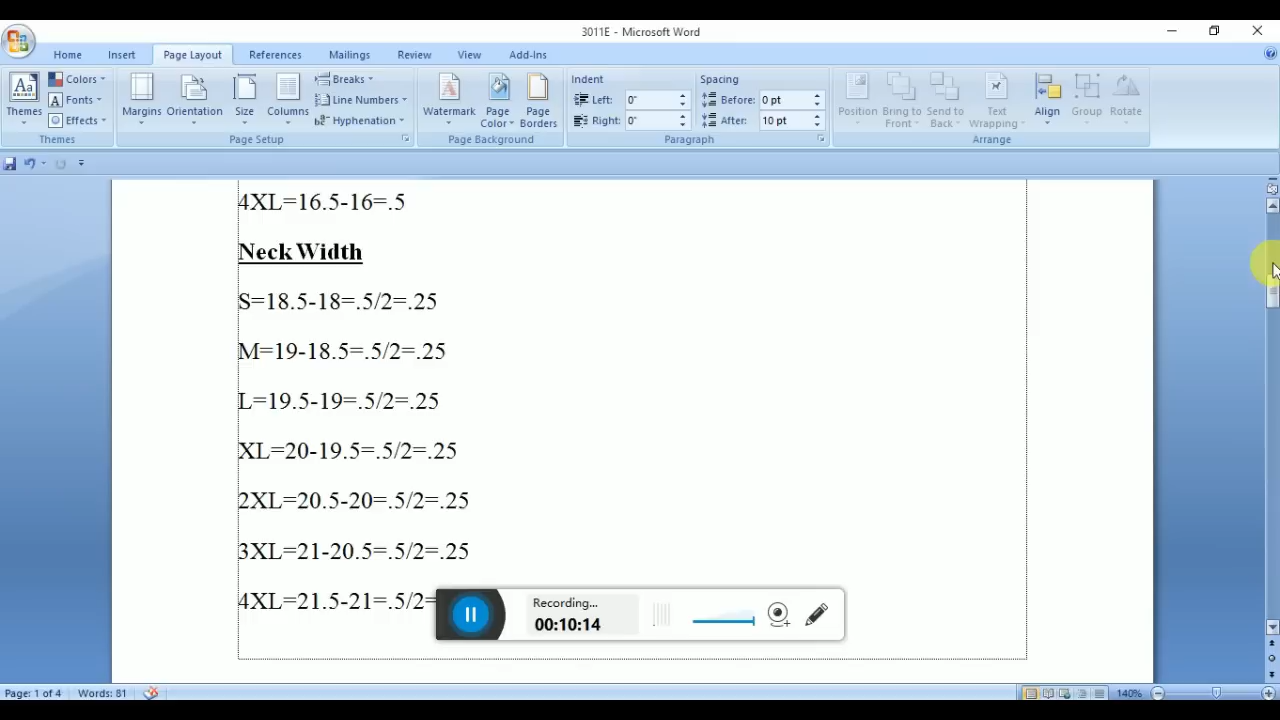 3011E - Microsoft Word
Home Insert Page Layout References Mailings Review View Add-Ins
Themes Colors Fonts Effects
Margins Orientation Size Columns Breaks Line Numbers Hyphenation
Watermark Page Color Page Borders
Indent Left: 0" Right: 0"
Spacing Before: 0 pt After: 10 pt
Position Bring to Front Send to Back Text Wrapping Align Group Rotate
Themes Page Setup Page Background Paragraph Arrange
4XL=16.5-16=.5
Neck Width
S=18.5-18=.5/2=.25
M=19-18.5=.5/2=.25
L=19.5-19=.5/2=.25
XL=20-19.5=.5/2=.25
2XL=20.5-20=.5/2=.25
3XL=21-20.5=.5/2=.25
4XL=21.5-21=.5/2=
Recording...
00:10:14
Page: 1 of 4 Words: 81 140%